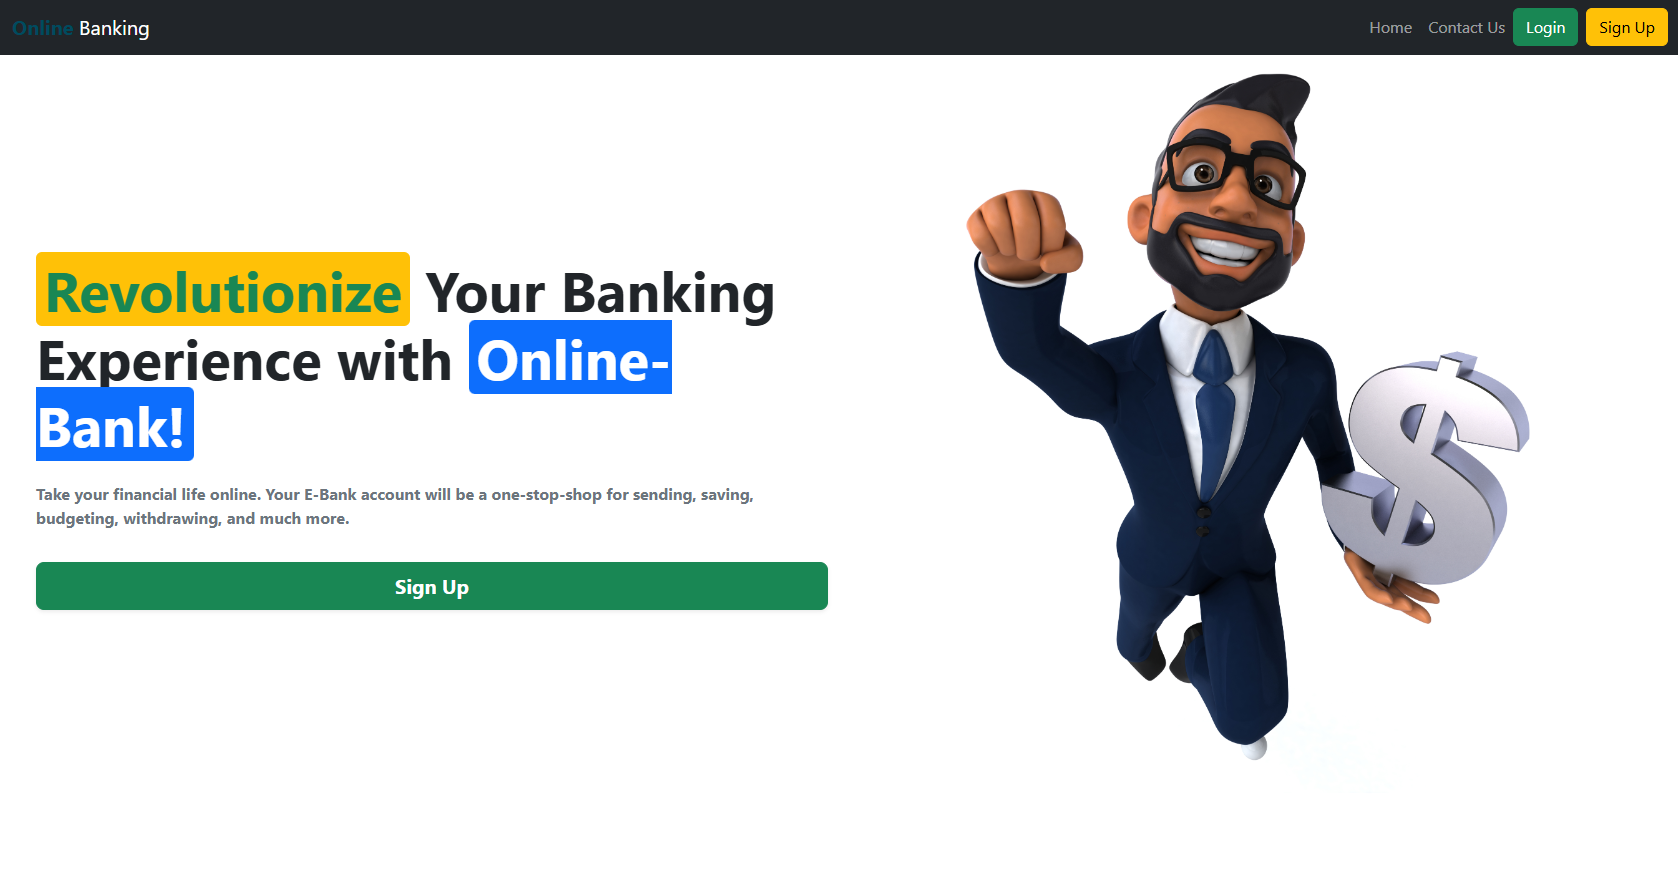 Online Banking Home Contact Us Login Sign Up
Revolutionize Your Banking
Experience with Online-
Bank!
Take your financial life online. Your E-Bank account will be a one-stop-shop for sending, saving,
budgeting, withdrawing, and much more.
Sign Up